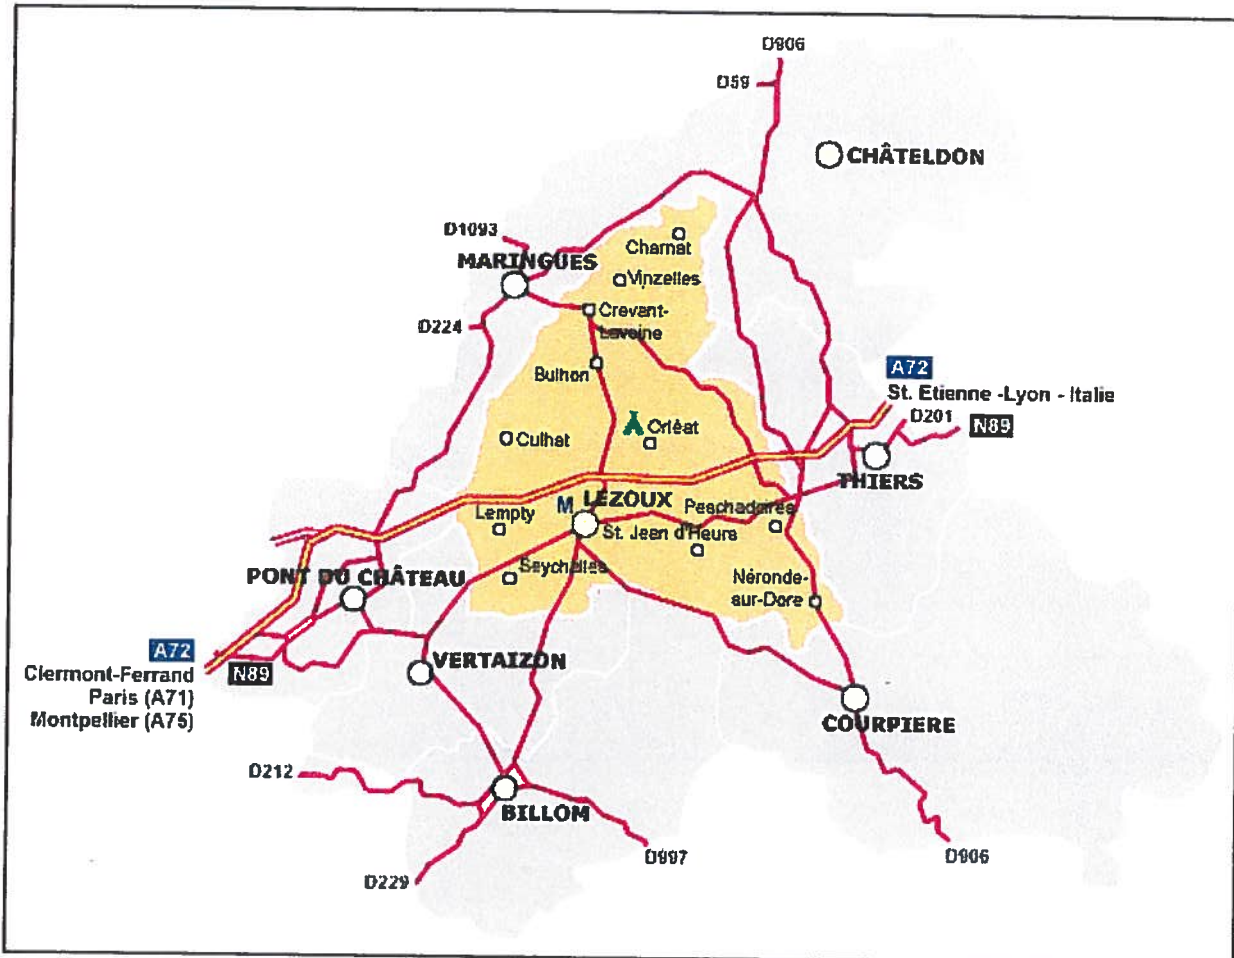 D906
D59
CHÂTELDON
D1093
Charnat
MARINGUES
Vinzelles
Crevant-
Laveine
D224
Bulhon
A72
St. Etienne -Lyon - Italie
D201
N89
Orléat
Culhat
THIERS
M LEZOUX
Peschadoires
Lempty
St. Jean d'Heurs
Seychalles
PONT DU CHÂTEAU
Néronde-
sur-Dore
A72
N89
VERTAIZON
Clermont-Ferrand
Paris (A71)
Montpellier (A75)
COURPIERE
D212
BILLOM
D997
D906
D229